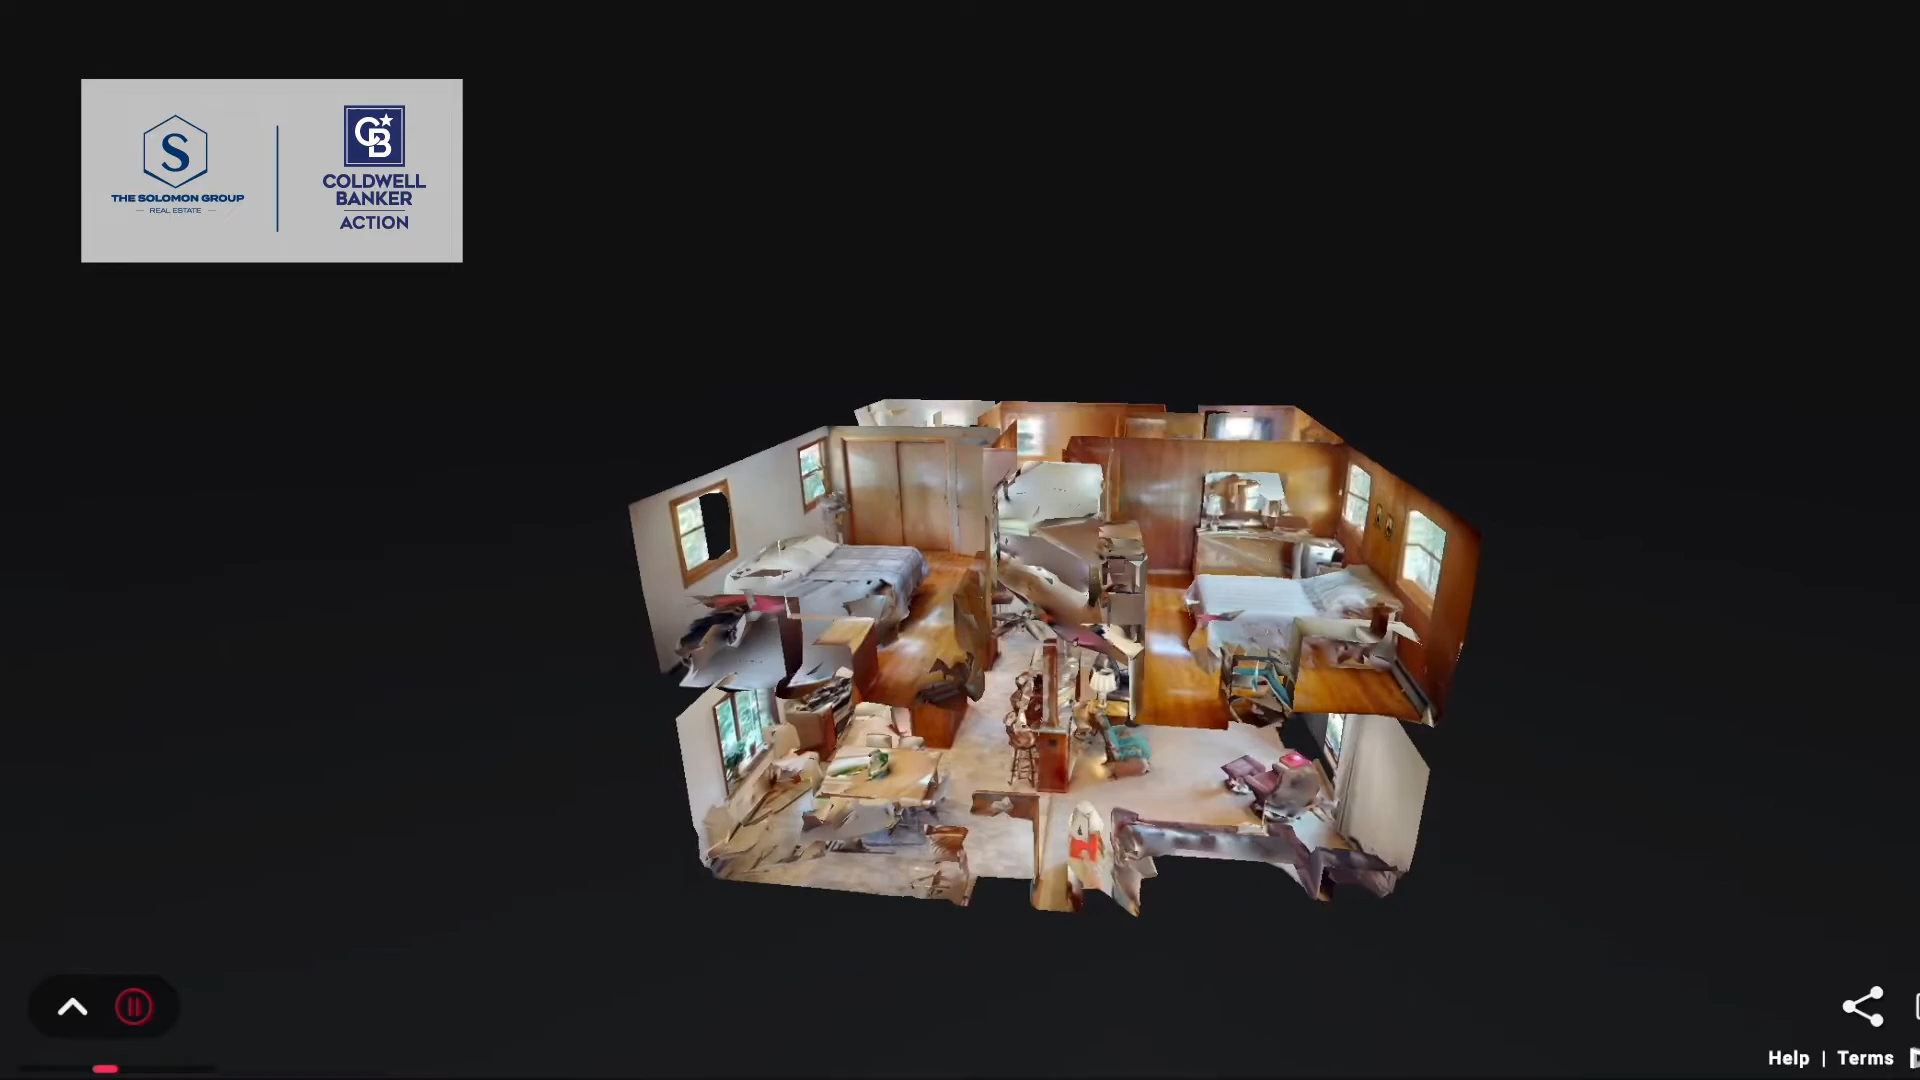 S
THE SOLOMON GROUP
REAL ESTATE
CB
COLDWELL
BANKER
ACTION
Help | Terms